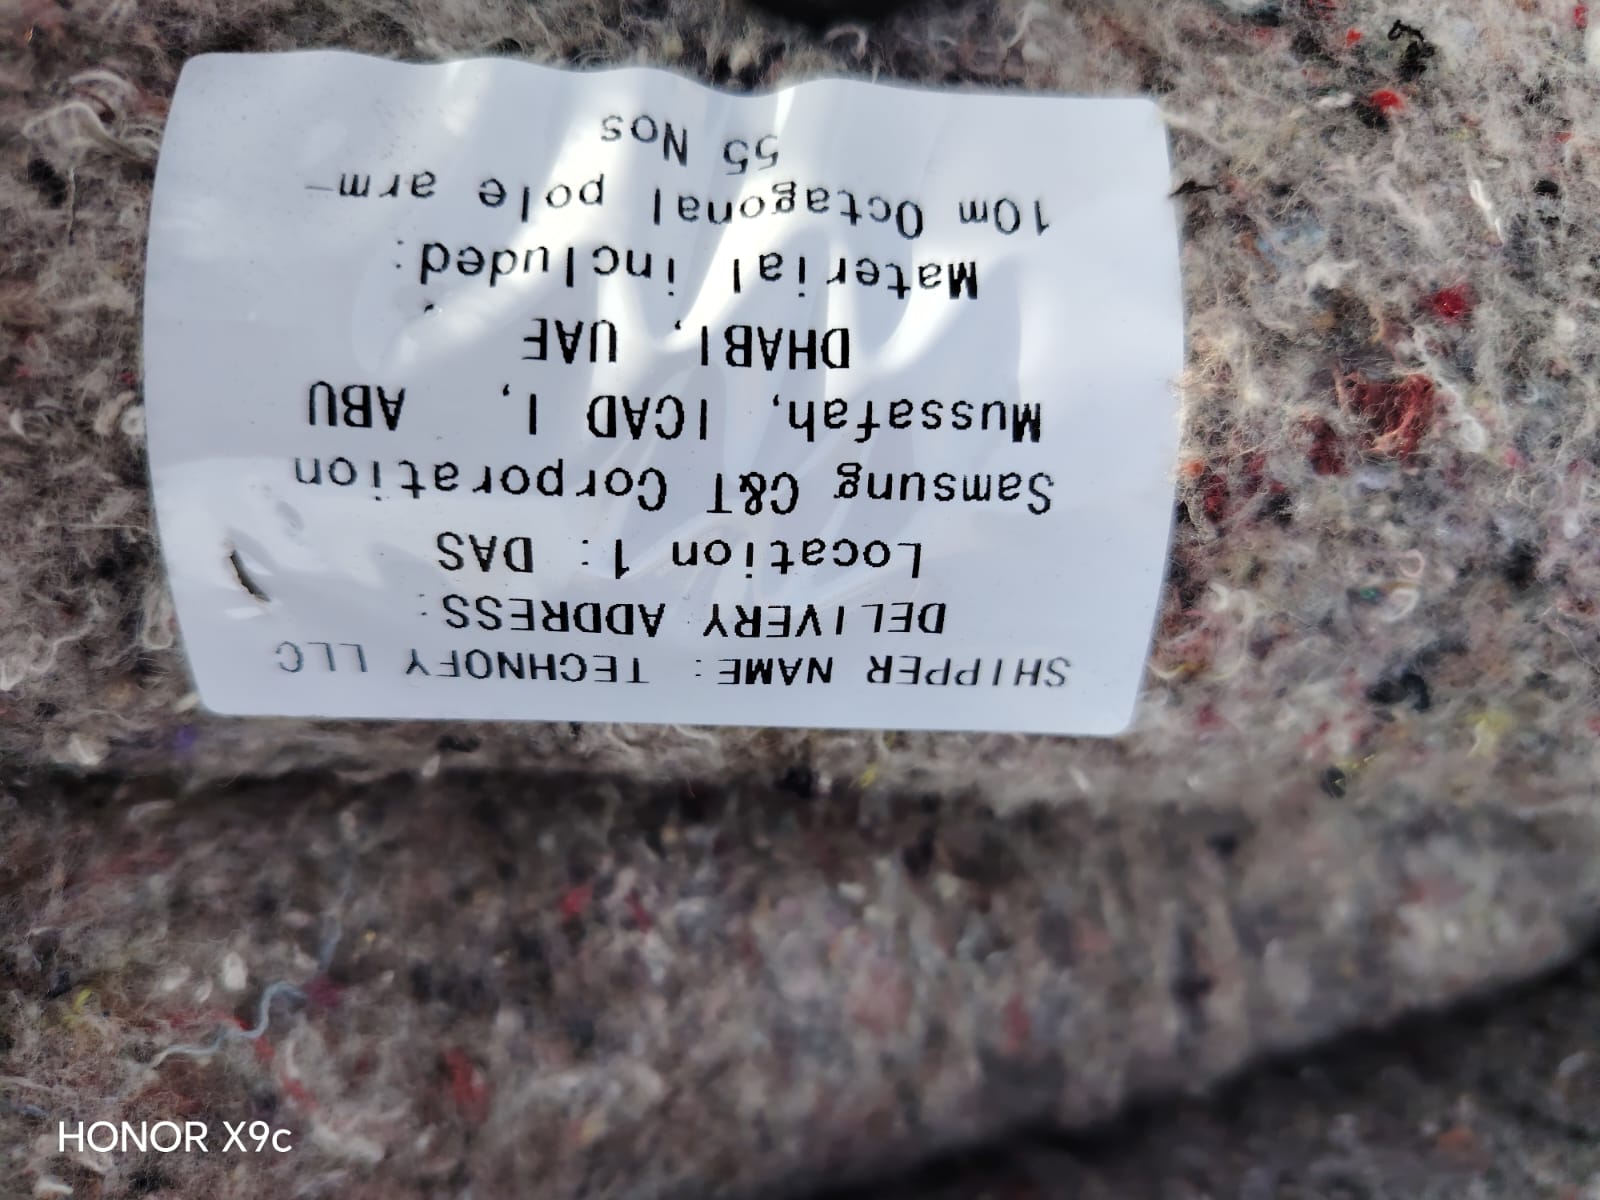 SHIPPER NAME: TECHNOFY LLC
DELIVERY ADDRESS:
Location 1: DAS
Samsung C&T Corporation
Mussafah, ICAD 1, ABU
DHABI, UAE
Material included:
10m Octagonal pole arm-
55 Nos
HONOR X9c